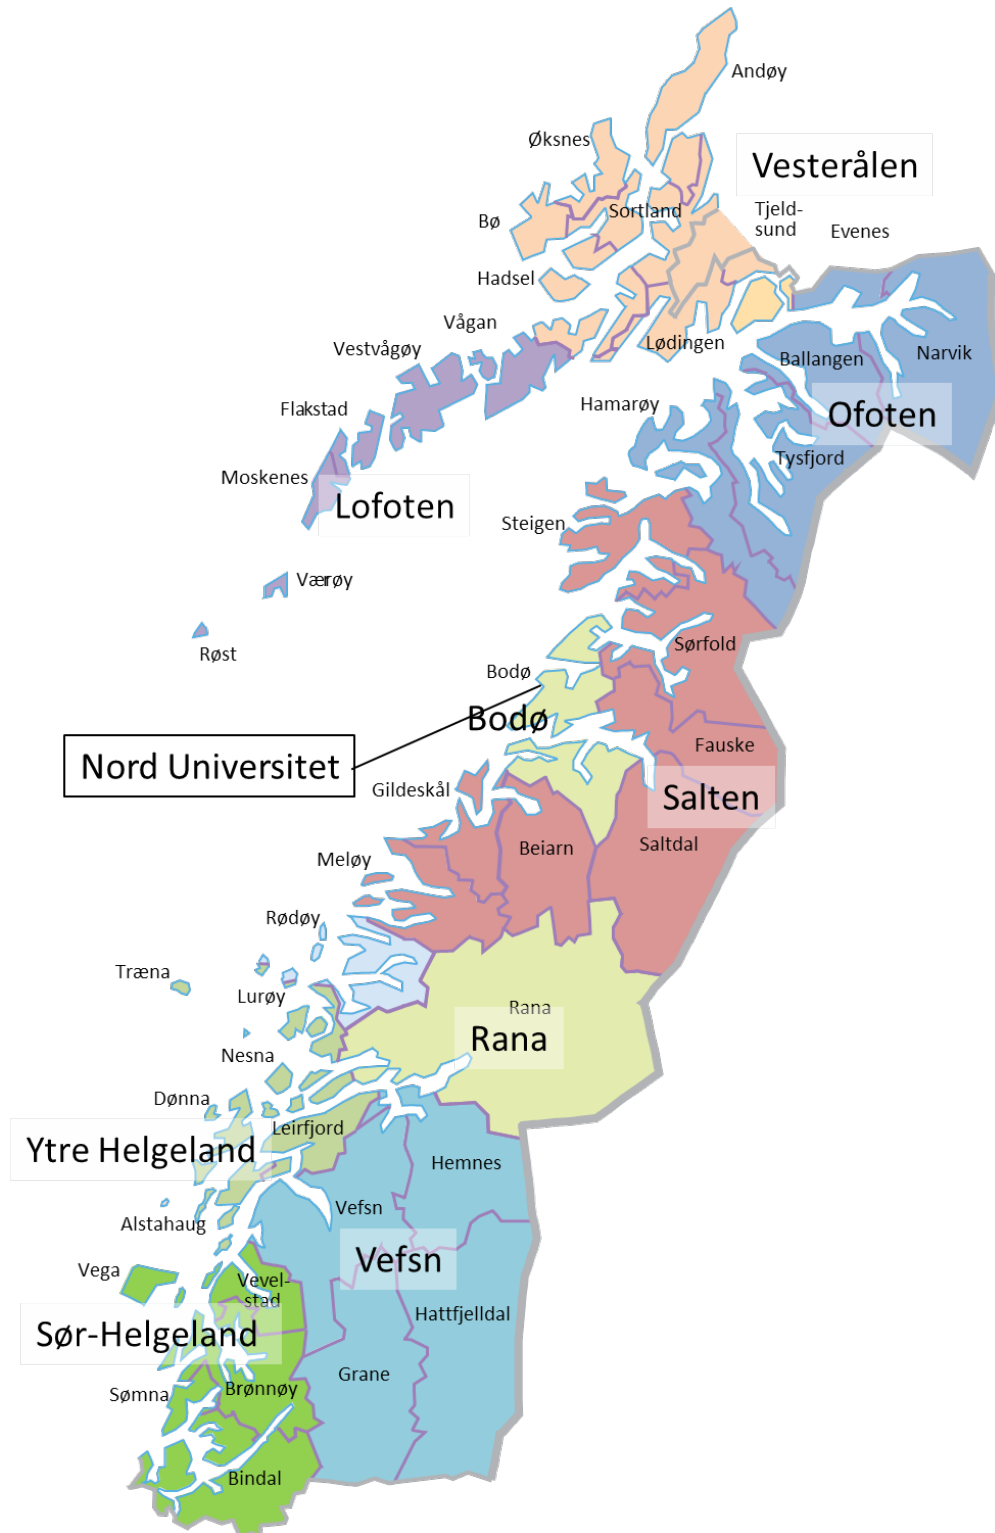 Andøy
Øksnes
Vesterålen
Sortland
Tjeld-
sund
Bø
Evenes
Hadsel
Vågan
Lødingen
Vestvågøy
Ballangen
Narvik
Flakstad
Hamarøy
Ofoten
Tysfjord
Moskenes
Lofoten
Steigen
Værøy
Røst
Sørfold
Bodø
Bodø
Fauske
Nord Universitet
Gildeskål
Salten
Beiarn
Saltdal
Meløy
Rødøy
Træna
Lurøy
Rana
Rana
Nesna
Dønna
Leirfjord
Ytre Helgeland
Hemnes
Vefsn
Alstahaug
Vefsn
Vega
Vevel-
stad
Hattfjelldal
Sør-Helgeland
Grane
Sømna
Brønnøy
Bindal